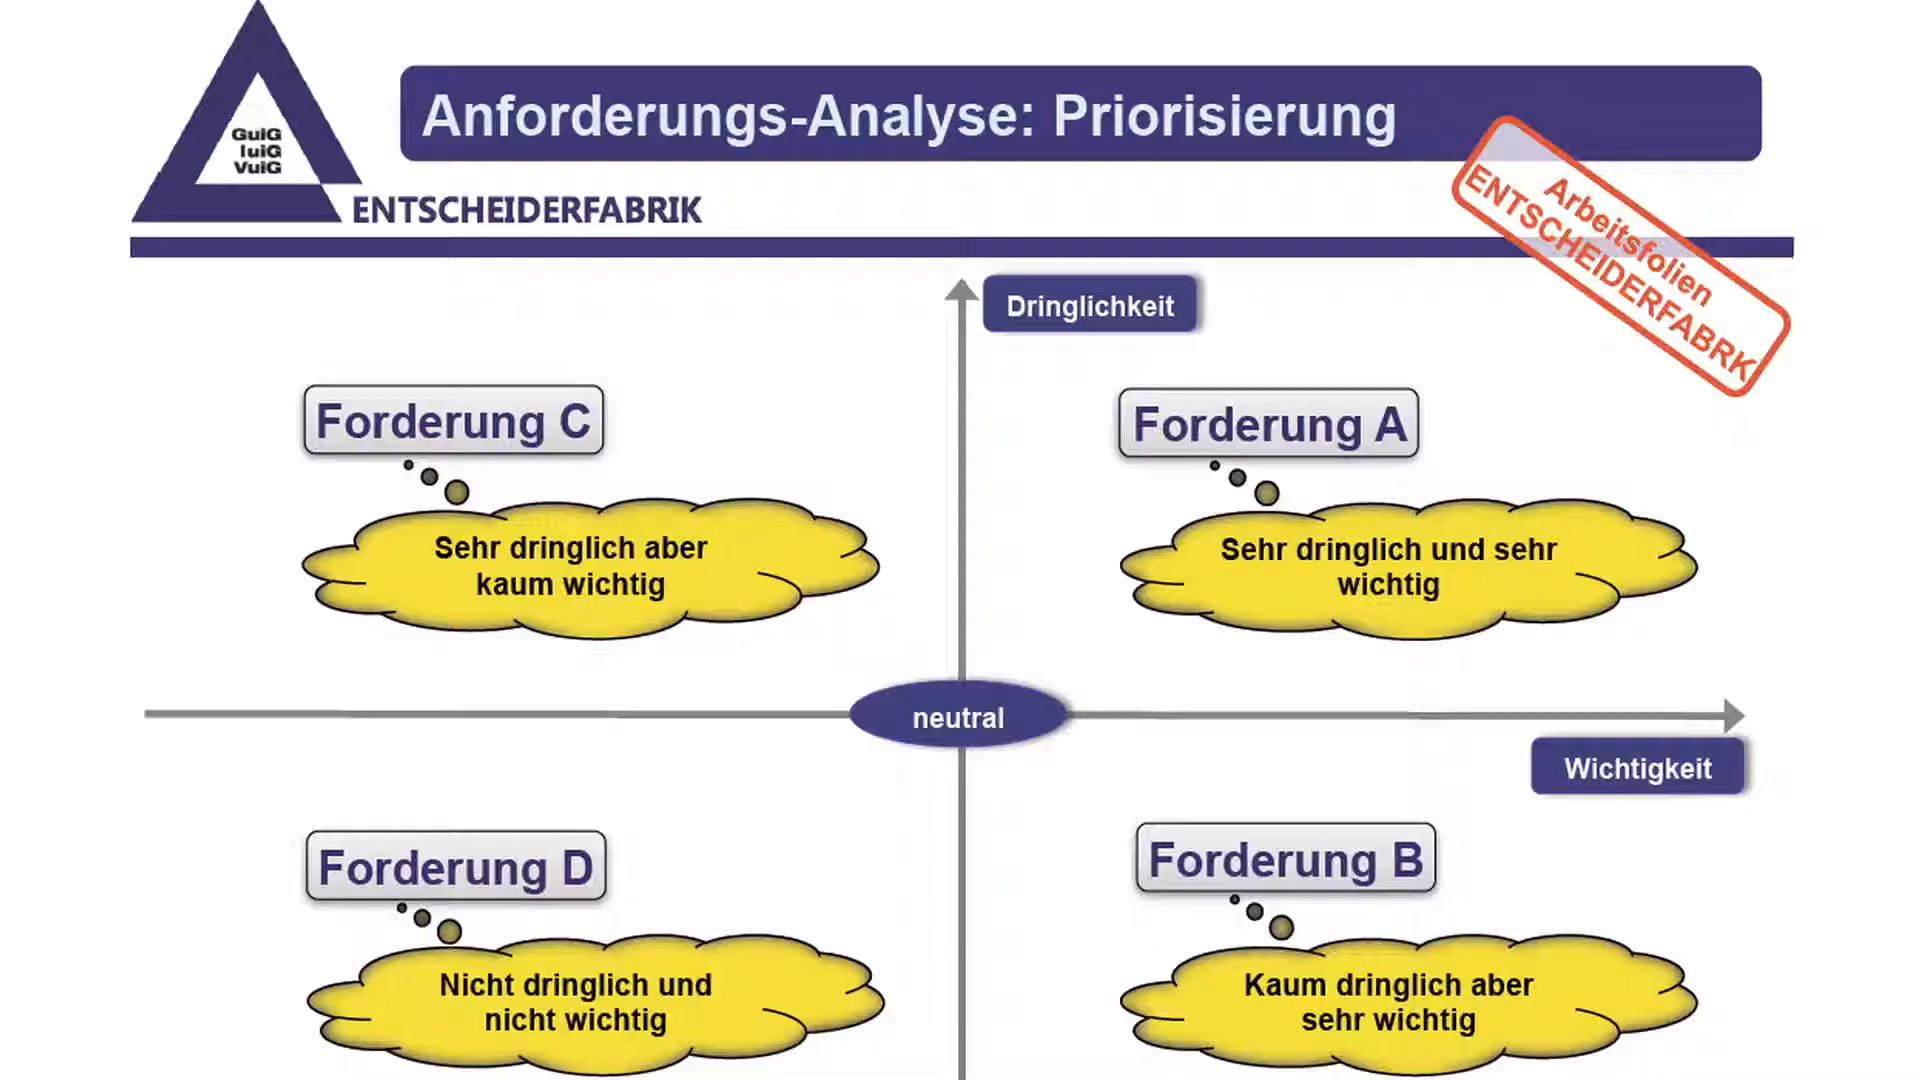 GuiG
IuiG
VuiG
ENTSCHEIDERFABRIK
Anforderungs-Analyse: Priorisierung
Arbeitsfolien
ENTSCHEIDERFABRK
Dringlichkeit
Forderung C
Sehr dringlich aber
kaum wichtig
Forderung A
Sehr dringlich und sehr
wichtig
neutral
Wichtigkeit
Forderung D
Nicht dringlich und
nicht wichtig
Forderung B
Kaum dringlich aber
sehr wichtig